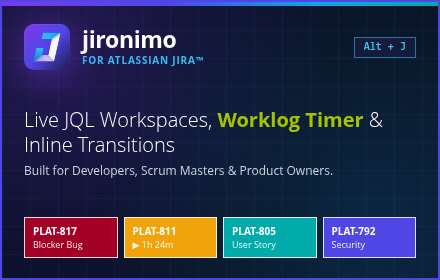 jironimo
FOR ATLASSIAN JIRA™
Alt + J
Live JQL Workspaces, Worklog Timer &
Inline Transitions
Built for Developers, Scrum Masters & Product Owners.
PLAT-817
Blocker Bug
PLAT-811
▶ 1h 24m
PLAT-805
User Story
PLAT-792
Security